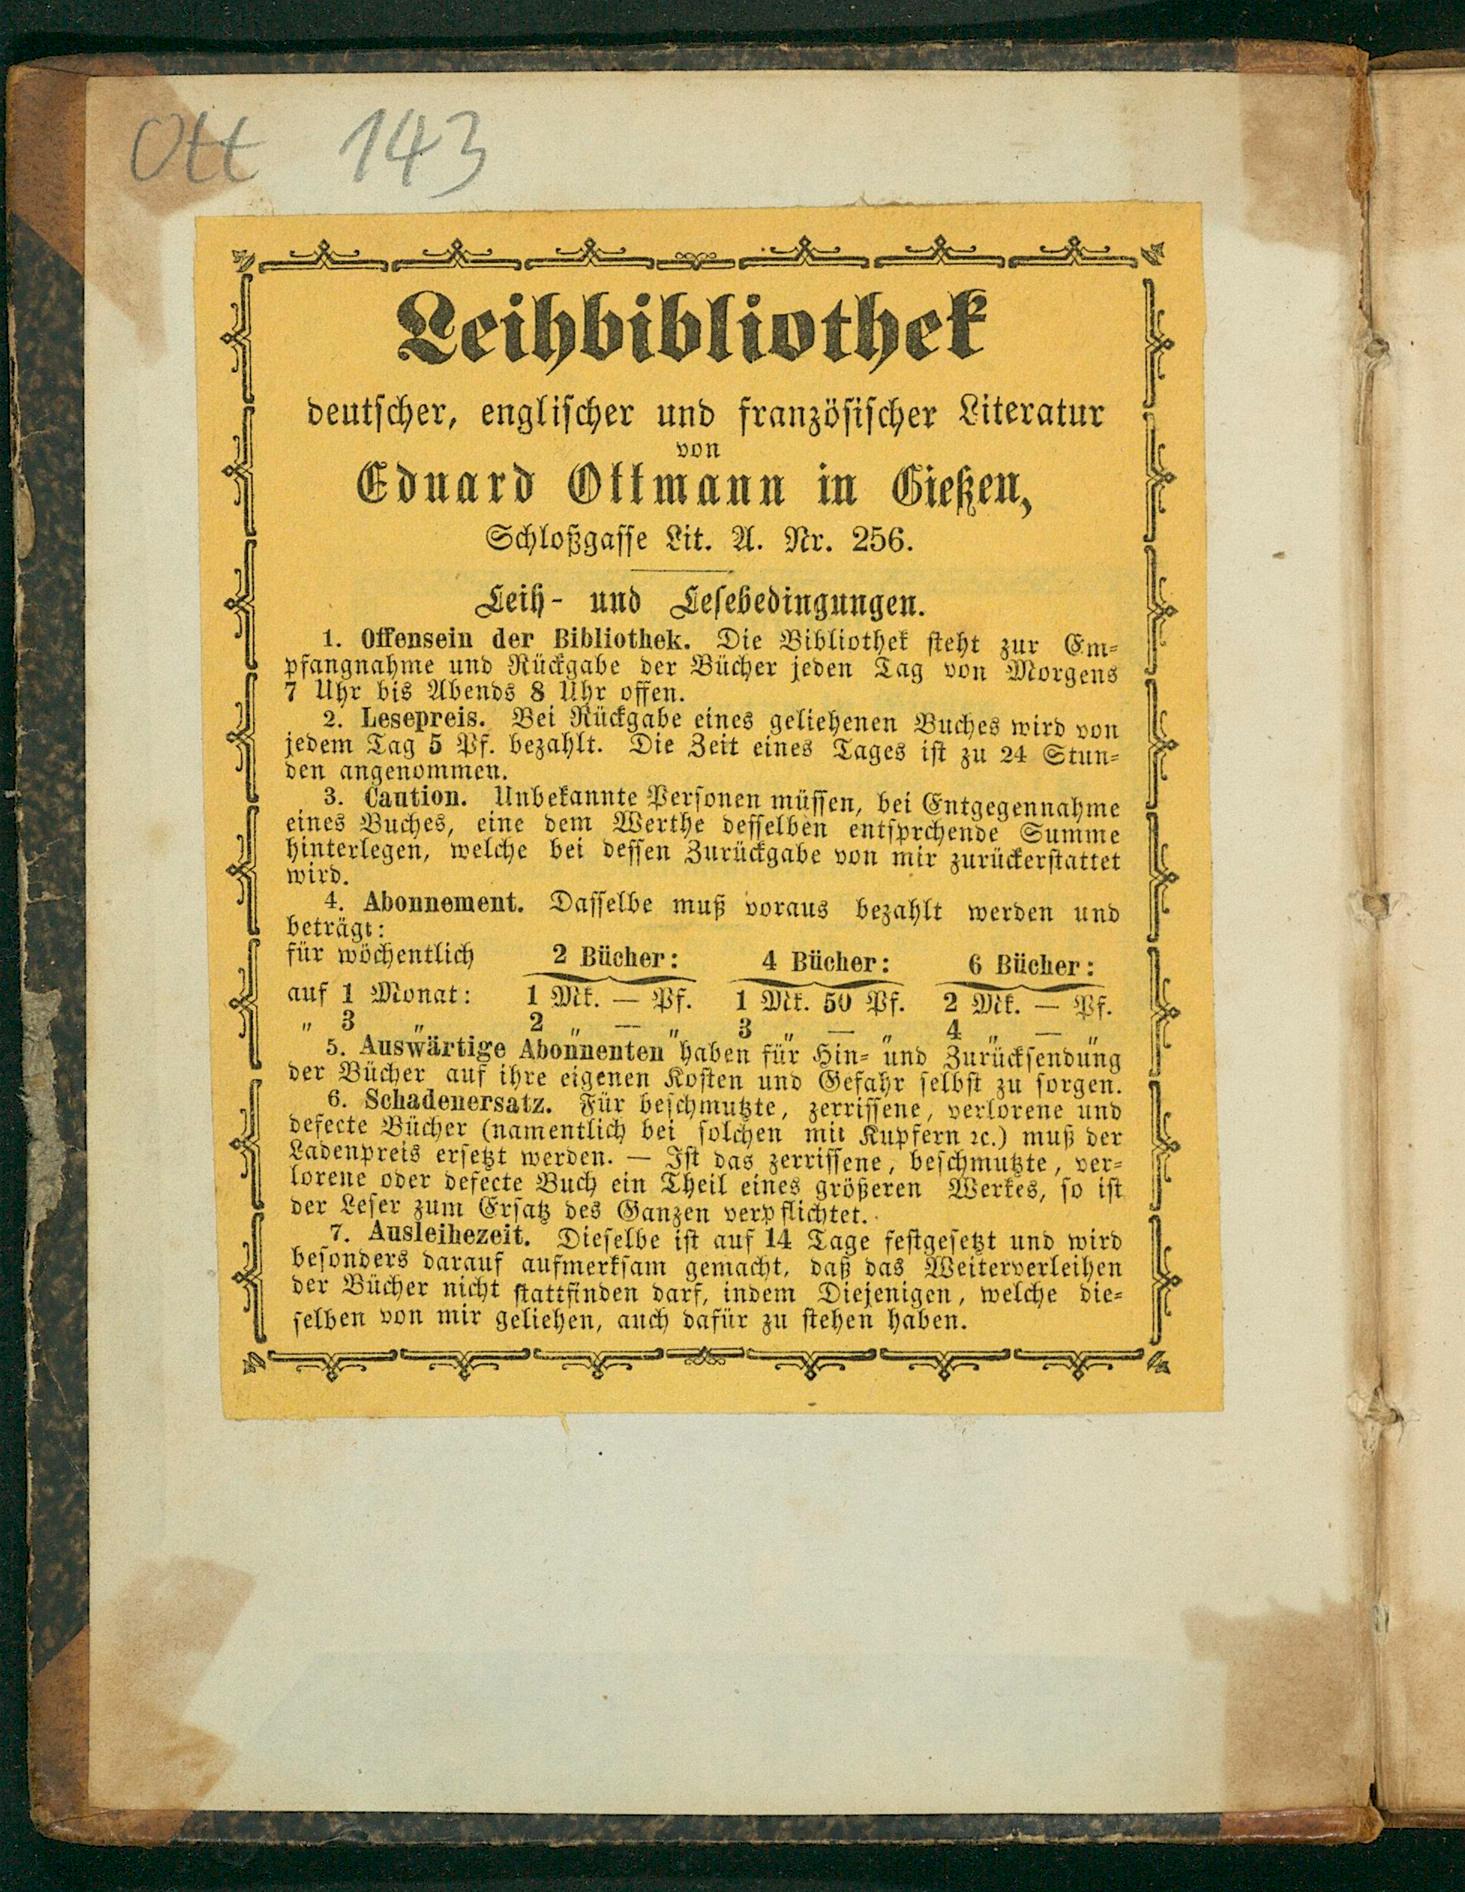 Ott 143
Leihbibliothek
deutscher, englischer und französischer Literatur
von
Eduard Ottmann in Gießen,
Schloßgasse Lit. A. Nr. 256.
Leih- und Lesebedingungen.
1. Offensein der Bibliothek. Die Bibliothek steht zur Em-
pfangnahme und Rückgabe der Bücher jeden Tag von Morgens
7 Uhr bis Abends 8 Uhr offen.
2. Lesepreis. Bei Rückgabe eines geliehenen Buches wird von
jedem Tag 5 Pf. bezahlt. Die Zeit eines Tages ist zu 24 Stun-
den angenommen.
3. Caution. Unbekannte Personen müssen, bei Entgegennahme
eines Buches, eine dem Werthe desselben entsprchende Summe
hinterlegen, welche bei dessen Zurückgabe von mir zurückerstattet
wird.
4. Abonnement. Dasselbe muß voraus bezahlt werden und
beträgt:
für wöchentlich 2 Bücher: 4 Bücher: 6 Bücher:
auf 1 Monat: 1 Mk. — Pf. 1 Mk. 50 Pf. 2 Mk. — Pf.
„ 3 „ 2 „ — „ 3 „ — „ 4 „ — „
5. Auswärtige Abonnenten haben für Hin- und Zurücksendung
der Bücher auf ihre eigenen Kosten und Gefahr selbst zu sorgen.
6. Schadenersatz. Für beschmutzte, zerrissene, verlorene und
defecte Bücher (namentlich bei solchen mit Kupfern ꝛc.) muß der
Ladenpreis ersetzt werden. — Ist das zerrissene, beschmutzte, ver-
lorene oder defecte Buch ein Theil eines größeren Werkes, so ist
der Leser zum Ersatz des Ganzen verpflichtet.
7. Ausleihezeit. Dieselbe ist auf 14 Tage festgesetzt und wird
besonders darauf aufmerksam gemacht, daß das Weiterverleihen
der Bücher nicht stattfinden darf, indem Diejenigen, welche die-
selben von mir geliehen, auch dafür zu stehen haben.